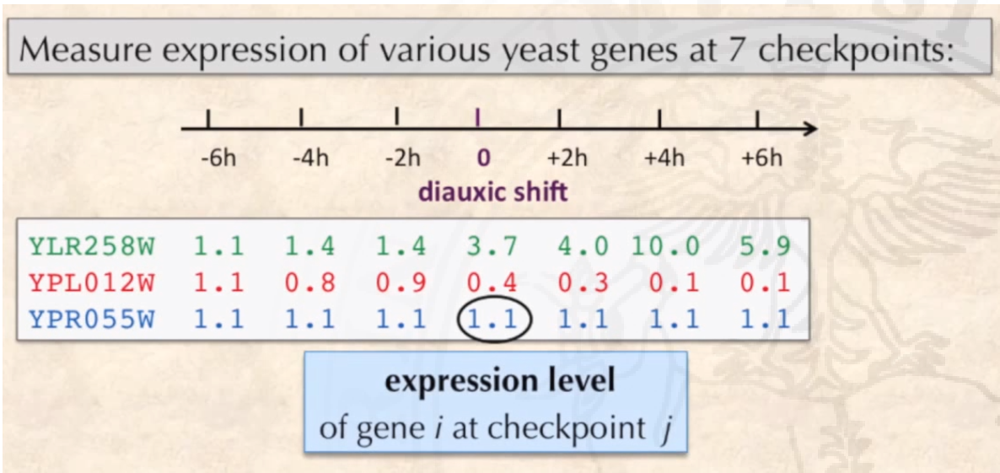 Measure expression of various yeast genes at 7 checkpoints:
-6h -4h -2h 0 +2h +4h +6h
diauxic shift
YLR258W 1.1 1.4 1.4 3.7 4.0 10.0 5.9
YPL012W 1.1 0.8 0.9 0.4 0.3 0.1 0.1
YPR055W 1.1 1.1 1.1 1.1 1.1 1.1 1.1
expression level
of gene i at checkpoint j